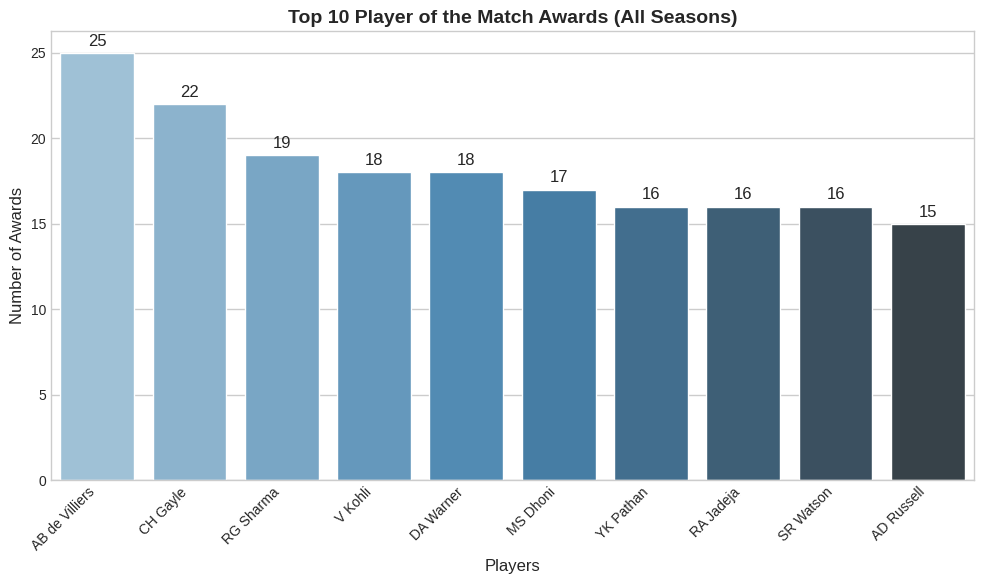 Top 10 Player of the Match Awards (All Seasons)
Number of Awards
25
20
15
10
5
0
25
22
19
18
18
17
16
16
16
15
AB de Villiers
CH Gayle
RG Sharma
V Kohli
DA Warner
MS Dhoni
YK Pathan
RA Jadeja
SR Watson
AD Russell
Players